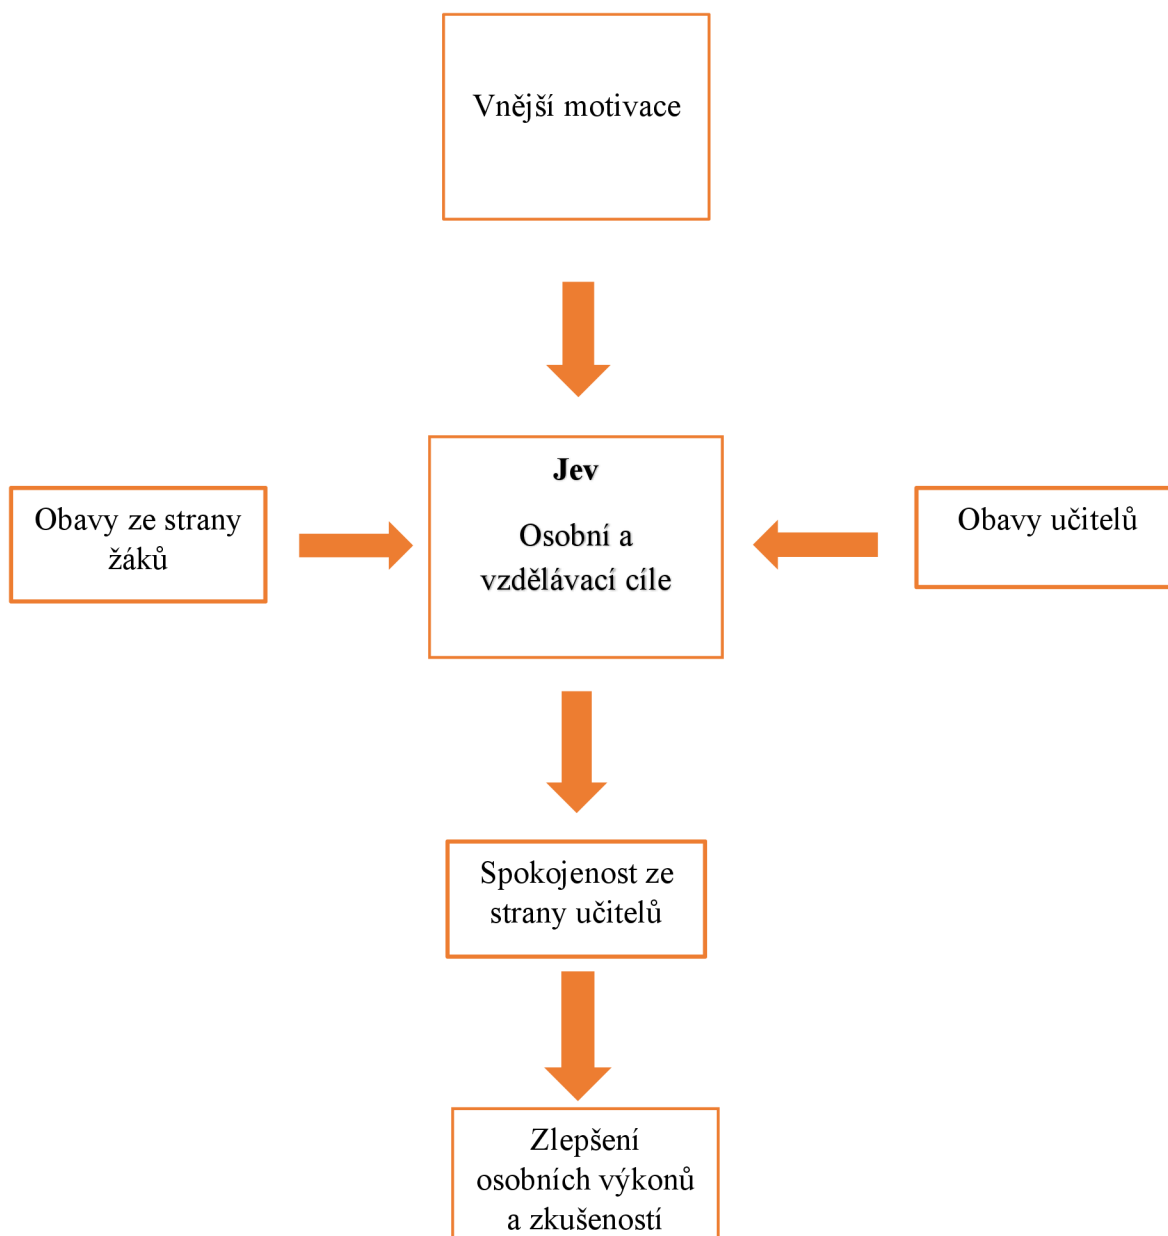 Vnější motivace
Jev
Osobní a
vzdělávací cíle
Obavy ze strany
žáků
Obavy učitelů
Spokojenost ze
strany učitelů
Zlepšení
osobních výkonů
a zkušeností